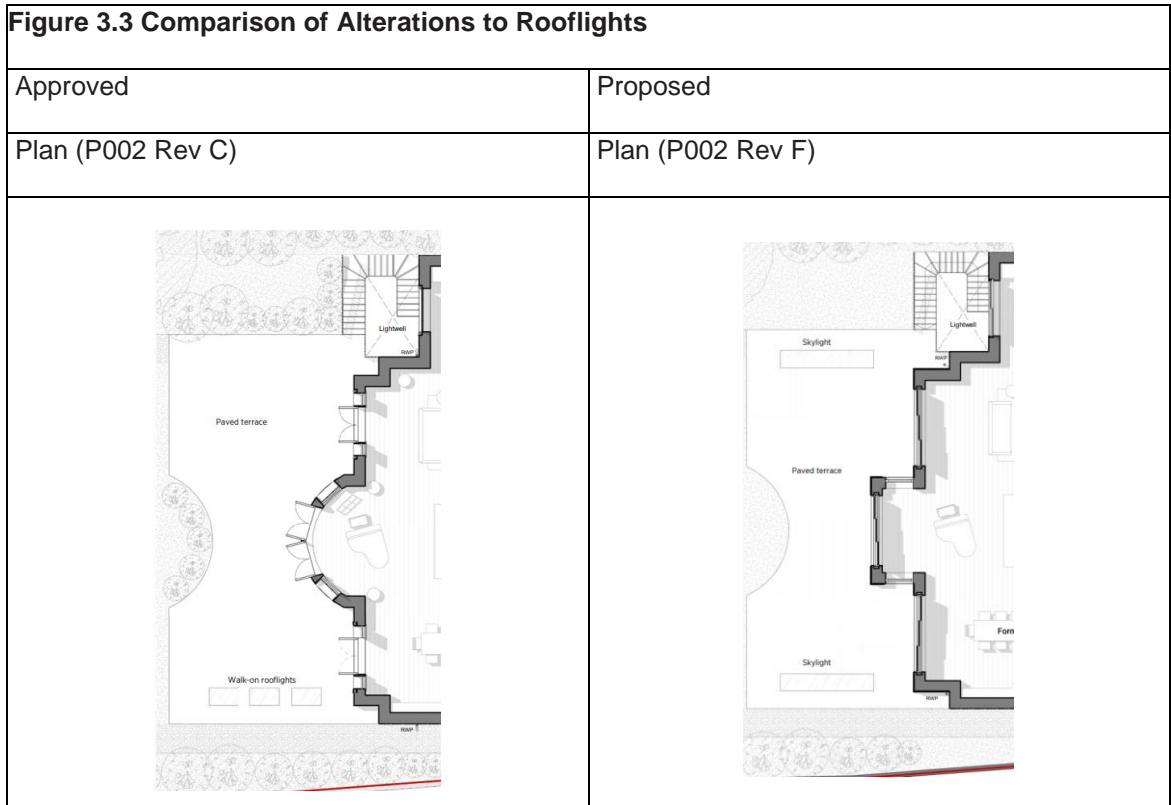 Figure 3.3 Comparison of Alterations to Rooflights
Approved
Proposed
Plan (P002 Rev C)
Plan (P002 Rev F)
Lightwell
RWP
Paved terrace
Walk-on rooflights
RWP
Lightwell
RWP
Skylight
Paved terrace
Form
Skylight
RWP